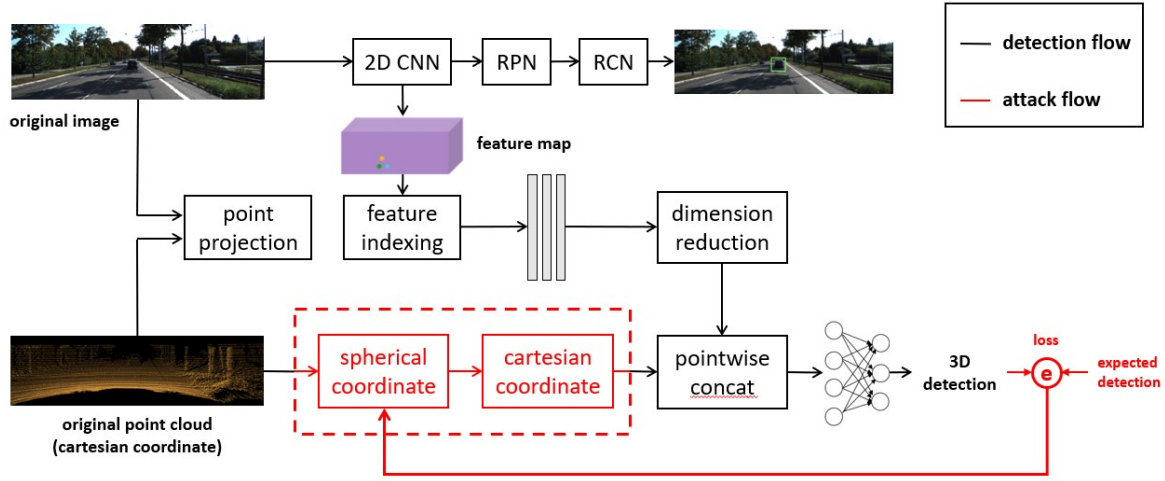 detection flow
attack flow
2D CNN
RPN
RCN
original image
feature map
point
projection
feature
indexing
dimension
reduction
spherical
coordinate
cartesian
coordinate
pointwise
concat
3D
detection
loss
e
expected
detection
original point cloud
(cartesian coordinate)